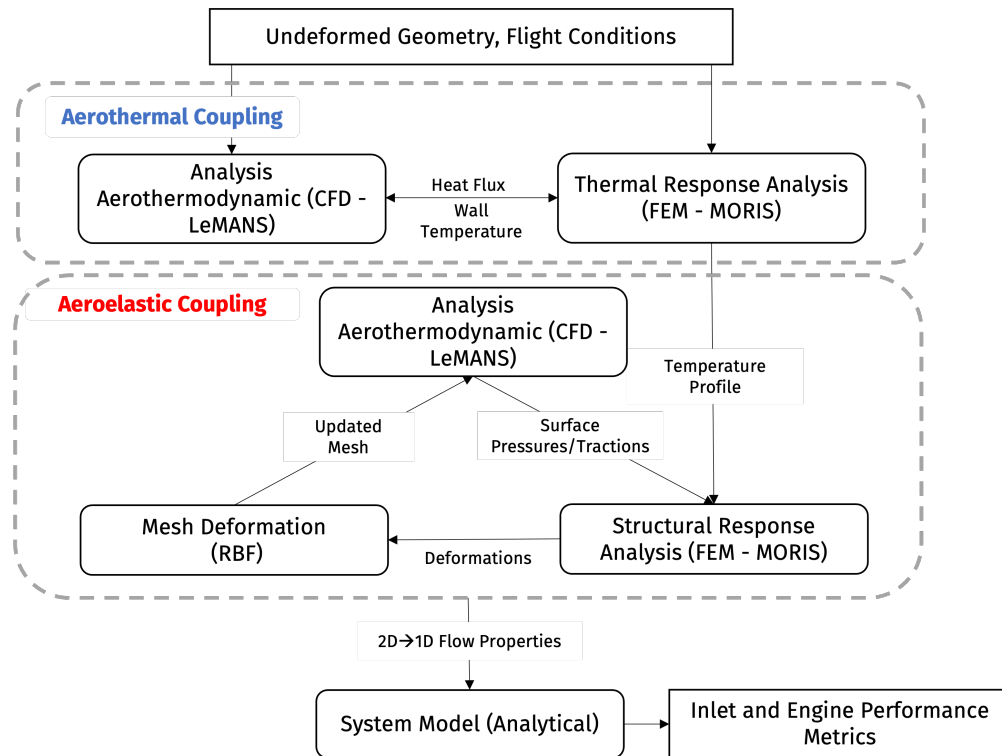 Undeformed Geometry, Flight Conditions
Aerothermal Coupling
Analysis
Aerothermodynamic (CFD -
LeMANS)
Heat Flux
Wall
Temperature
Thermal Response Analysis
(FEM - MORIS)
Aeroelastic Coupling
Analysis
Aerothermodynamic (CFD -
LeMANS)
Temperature
Profile
Updated
Mesh
Surface
Pressures/Tractions
Mesh Deformation
(RBF)
Deformations
Structural Response
Analysis (FEM - MORIS)
2D→1D Flow Properties
System Model (Analytical)
Inlet and Engine Performance
Metrics